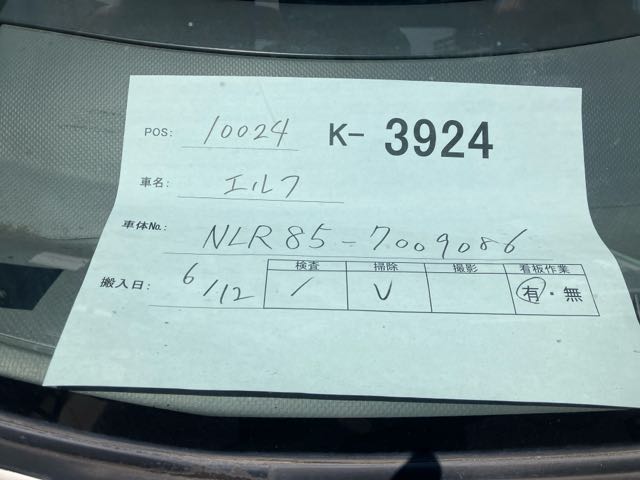 POS: 10024 K- 3924
車名: エルフ
車体No.: NLR85-7009086
搬入日: 6/12
検査 掃除 撮影 看板作業
/ V 有・無